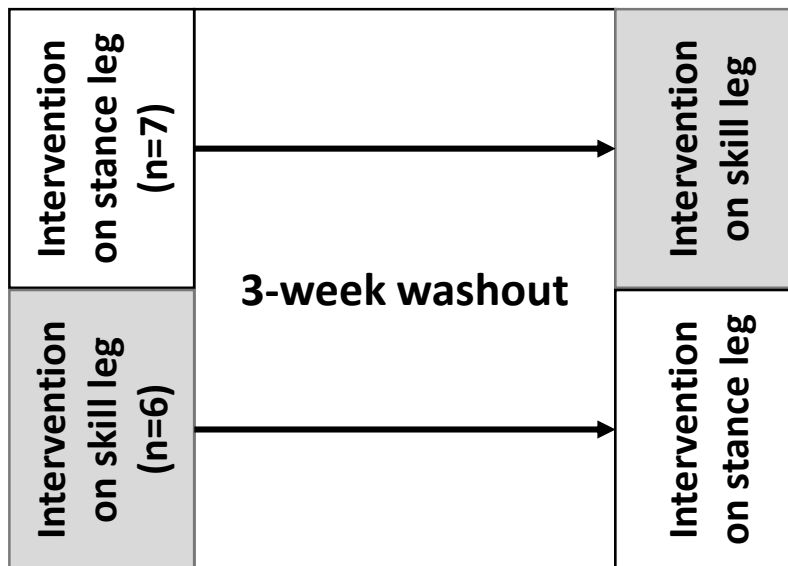 Intervention
on stance leg
(n=7)
Intervention
on skill leg
3-week washout
Intervention
on skill leg
(n=6)
Intervention
on stance leg